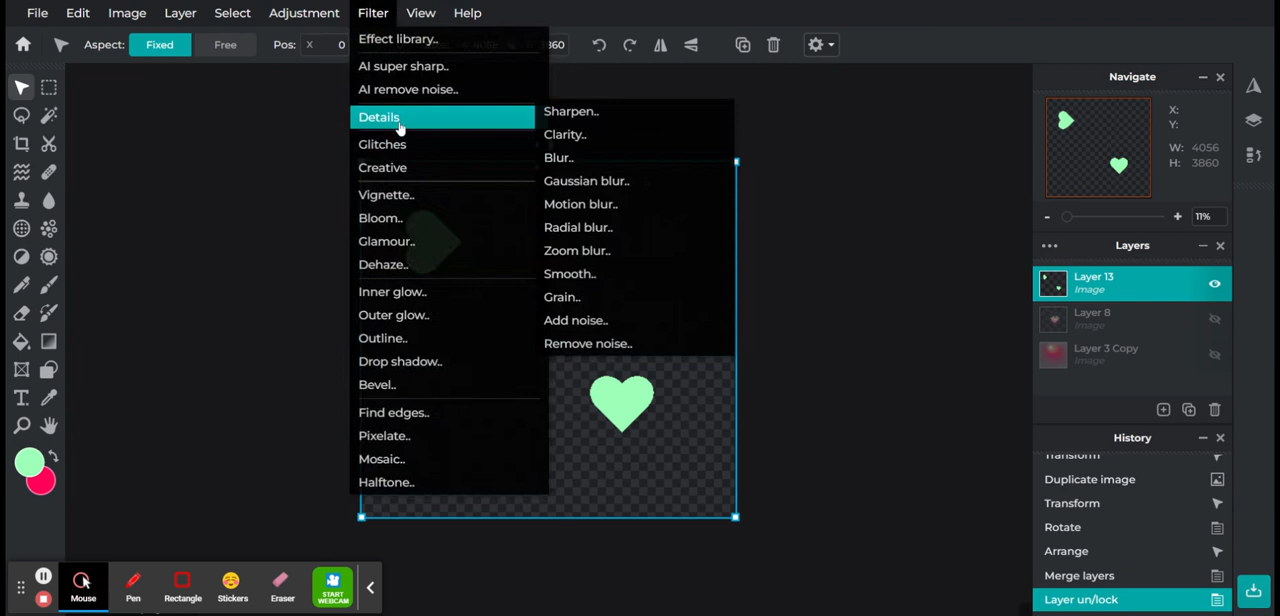 File Edit Image Layer Select Adjustment Filter View Help
Aspect: Fixed Free Pos: X 0
Effect library..
AI super sharp..
AI remove noise..
Details
Glitches
Creative
Vignette..
Bloom..
Glamour..
Dehaze..
Inner glow..
Outer glow..
Outline..
Drop shadow..
Bevel..
Find edges..
Pixelate..
Mosaic..
Halftone..
Sharpen..
Clarity..
Blur..
Gaussian blur..
Motion blur..
Radial blur..
Zoom blur..
Smooth..
Grain..
Add noise..
Remove noise..
Navigate
X:
Y:
W: 4056
H: 3860
- + 11%
Layers
Layer 13
Image
Layer 8
Image
Layer 3 Copy
Image
History
Transform
Duplicate image
Transform
Rotate
Arrange
Merge layers
Layer un/lock
Mouse Pen Rectangle Stickers Eraser
START
WEBCAM